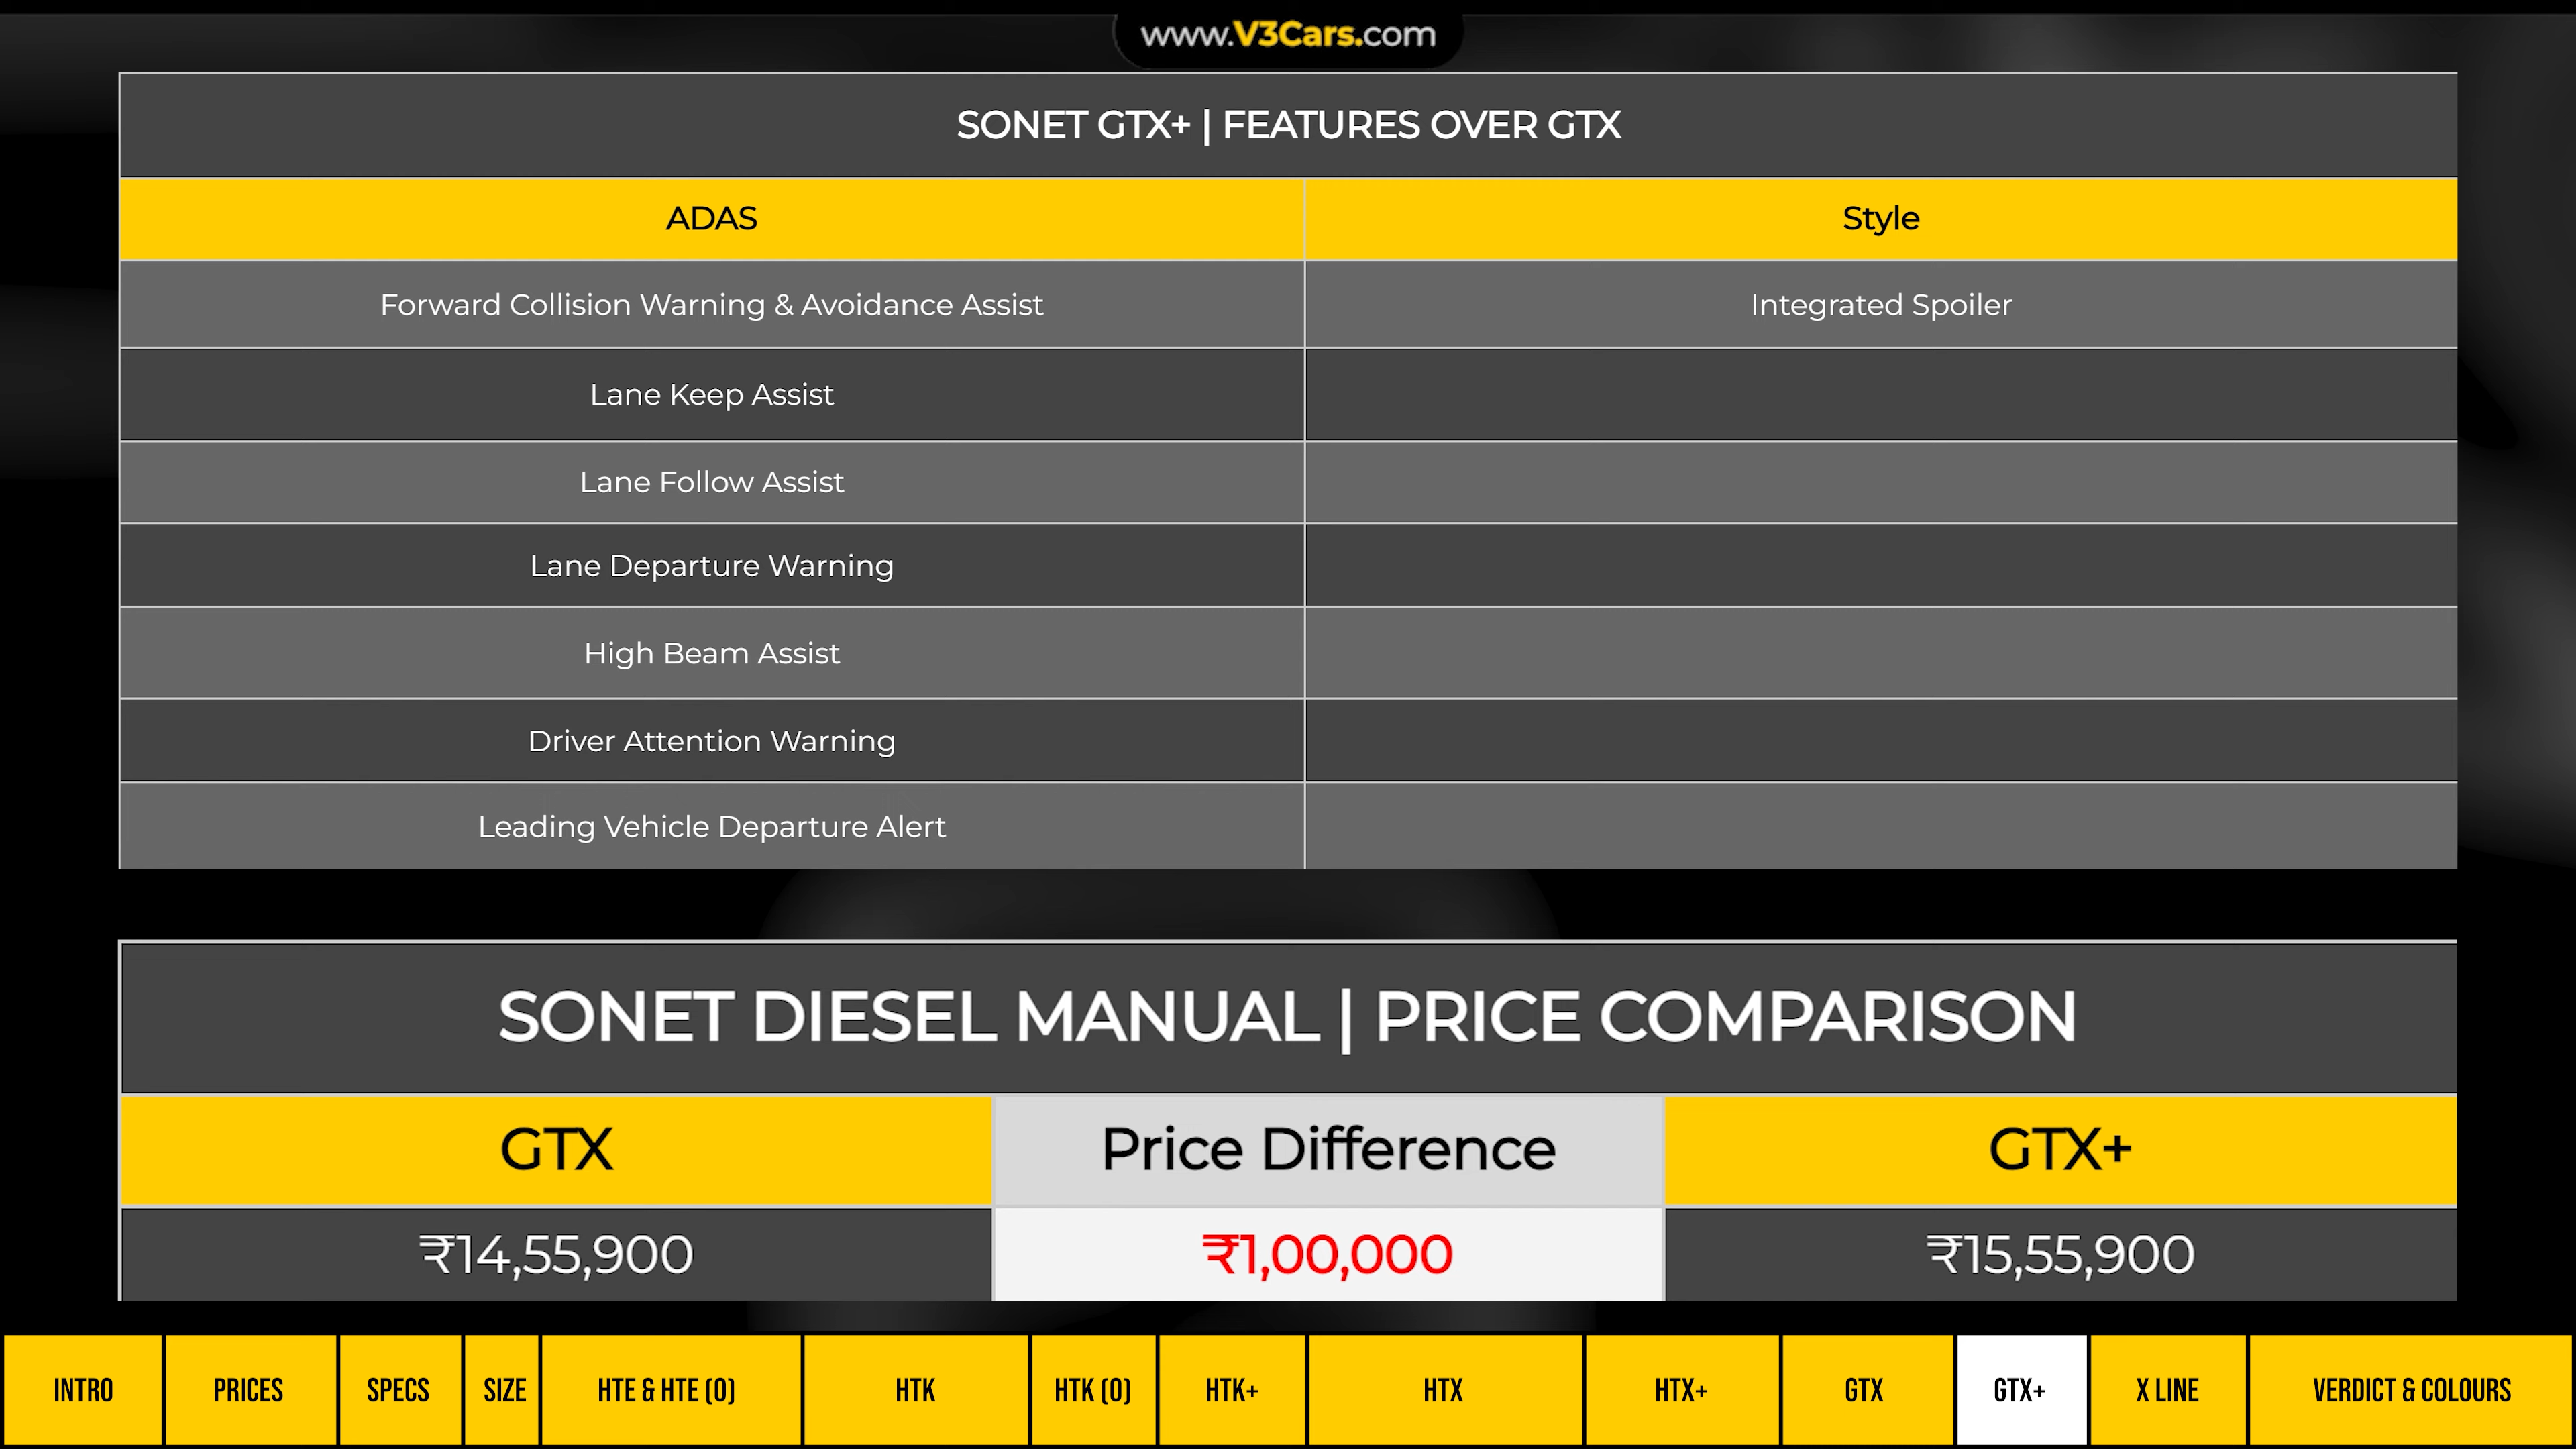 www.V3Cars.com
SONET GTX+ | FEATURES OVER GTX
ADAS
Style
Forward Collision Warning & Avoidance Assist
Integrated Spoiler
Lane Keep Assist
Lane Follow Assist
Lane Departure Warning
High Beam Assist
Driver Attention Warning
Leading Vehicle Departure Alert
SONET DIESEL MANUAL | PRICE COMPARISON
GTX
Price Difference
GTX+
₹14,55,900
₹1,00,000
₹15,55,900
INTRO
PRICES
SPECS
SIZE
HTE & HTE (O)
HTK
HTK (O)
HTK+
HTX
HTX+
GTX
GTX+
X LINE
VERDICT & COLOURS